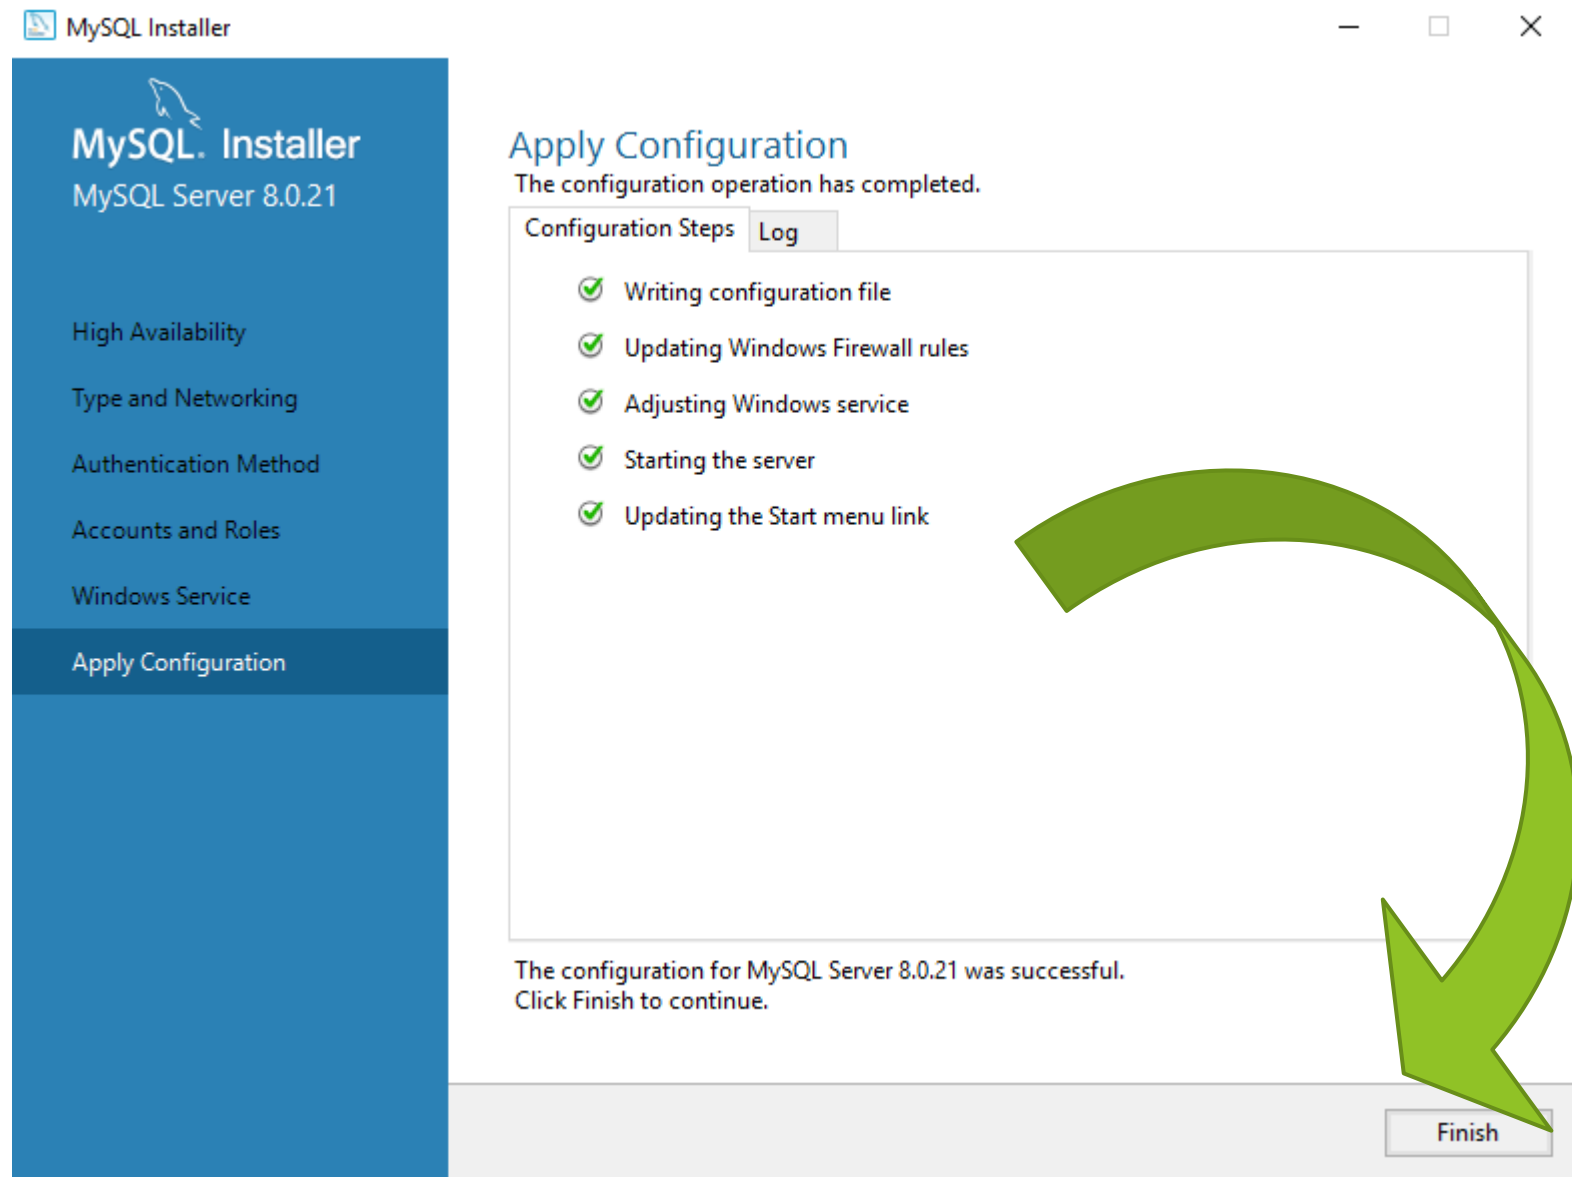 MySQL Installer
MySQL. Installer
MySQL Server 8.0.21
High Availability
Type and Networking
Authentication Method
Accounts and Roles
Windows Service
Apply Configuration
Apply Configuration
The configuration operation has completed.
Configuration Steps
Log
Writing configuration file
Updating Windows Firewall rules
Adjusting Windows service
Starting the server
Updating the Start menu link
The configuration for MySQL Server 8.0.21 was successful.
Click Finish to continue.
Finish